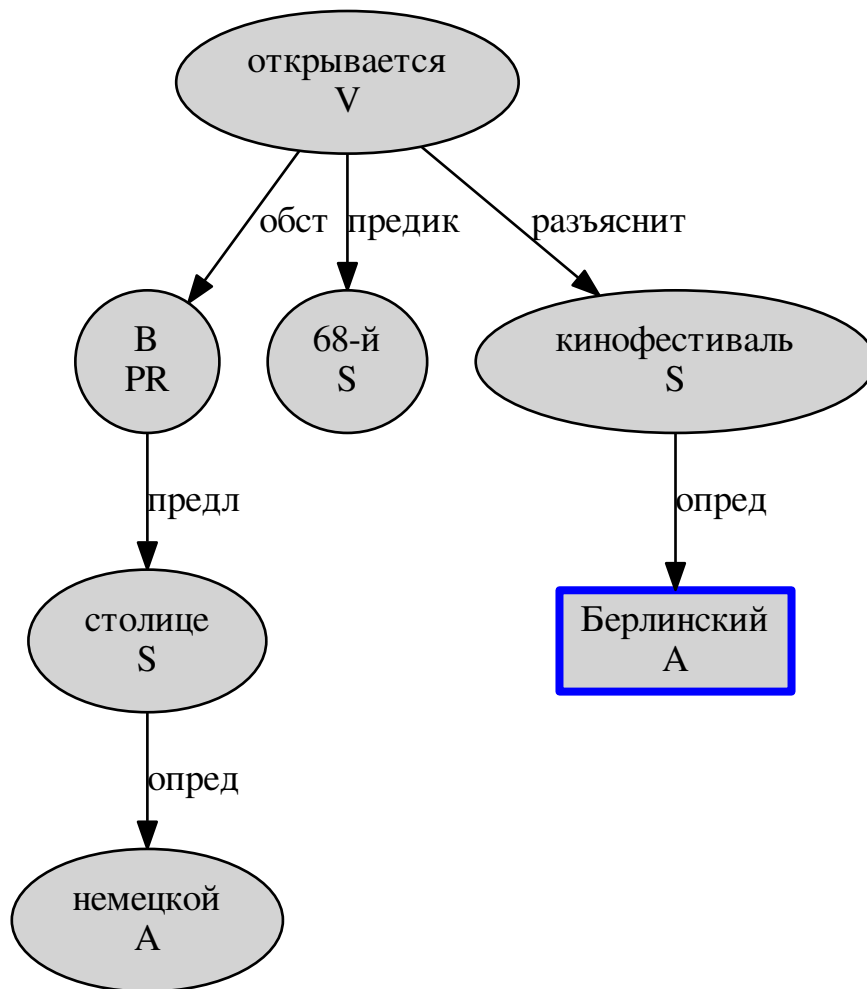 открывается
V
обст
предик
разъяснит
В
PR
68-й
S
кинофестиваль
S
предл
опред
столице
S
Берлинский
A
опред
немецкой
A